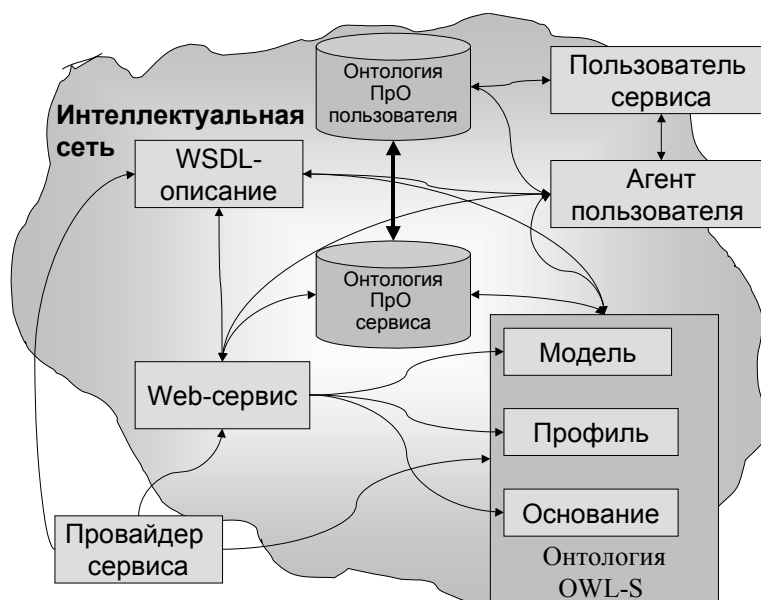 Онтология
ПрО
пользователя
Пользователь
сервиса
Интеллектуальная
сеть
WSDL-
описание
Агент
пользователя
Онтология
ПрО
сервиса
Модель
Web-сервис
Профиль
Основание
Провайдер
сервиса
Онтология
OWL-S